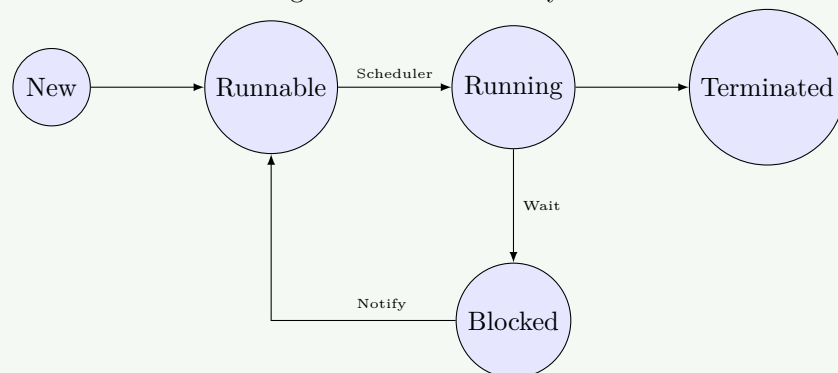 New
Runnable
Scheduler
Running
Terminated
Wait
Notify
Blocked